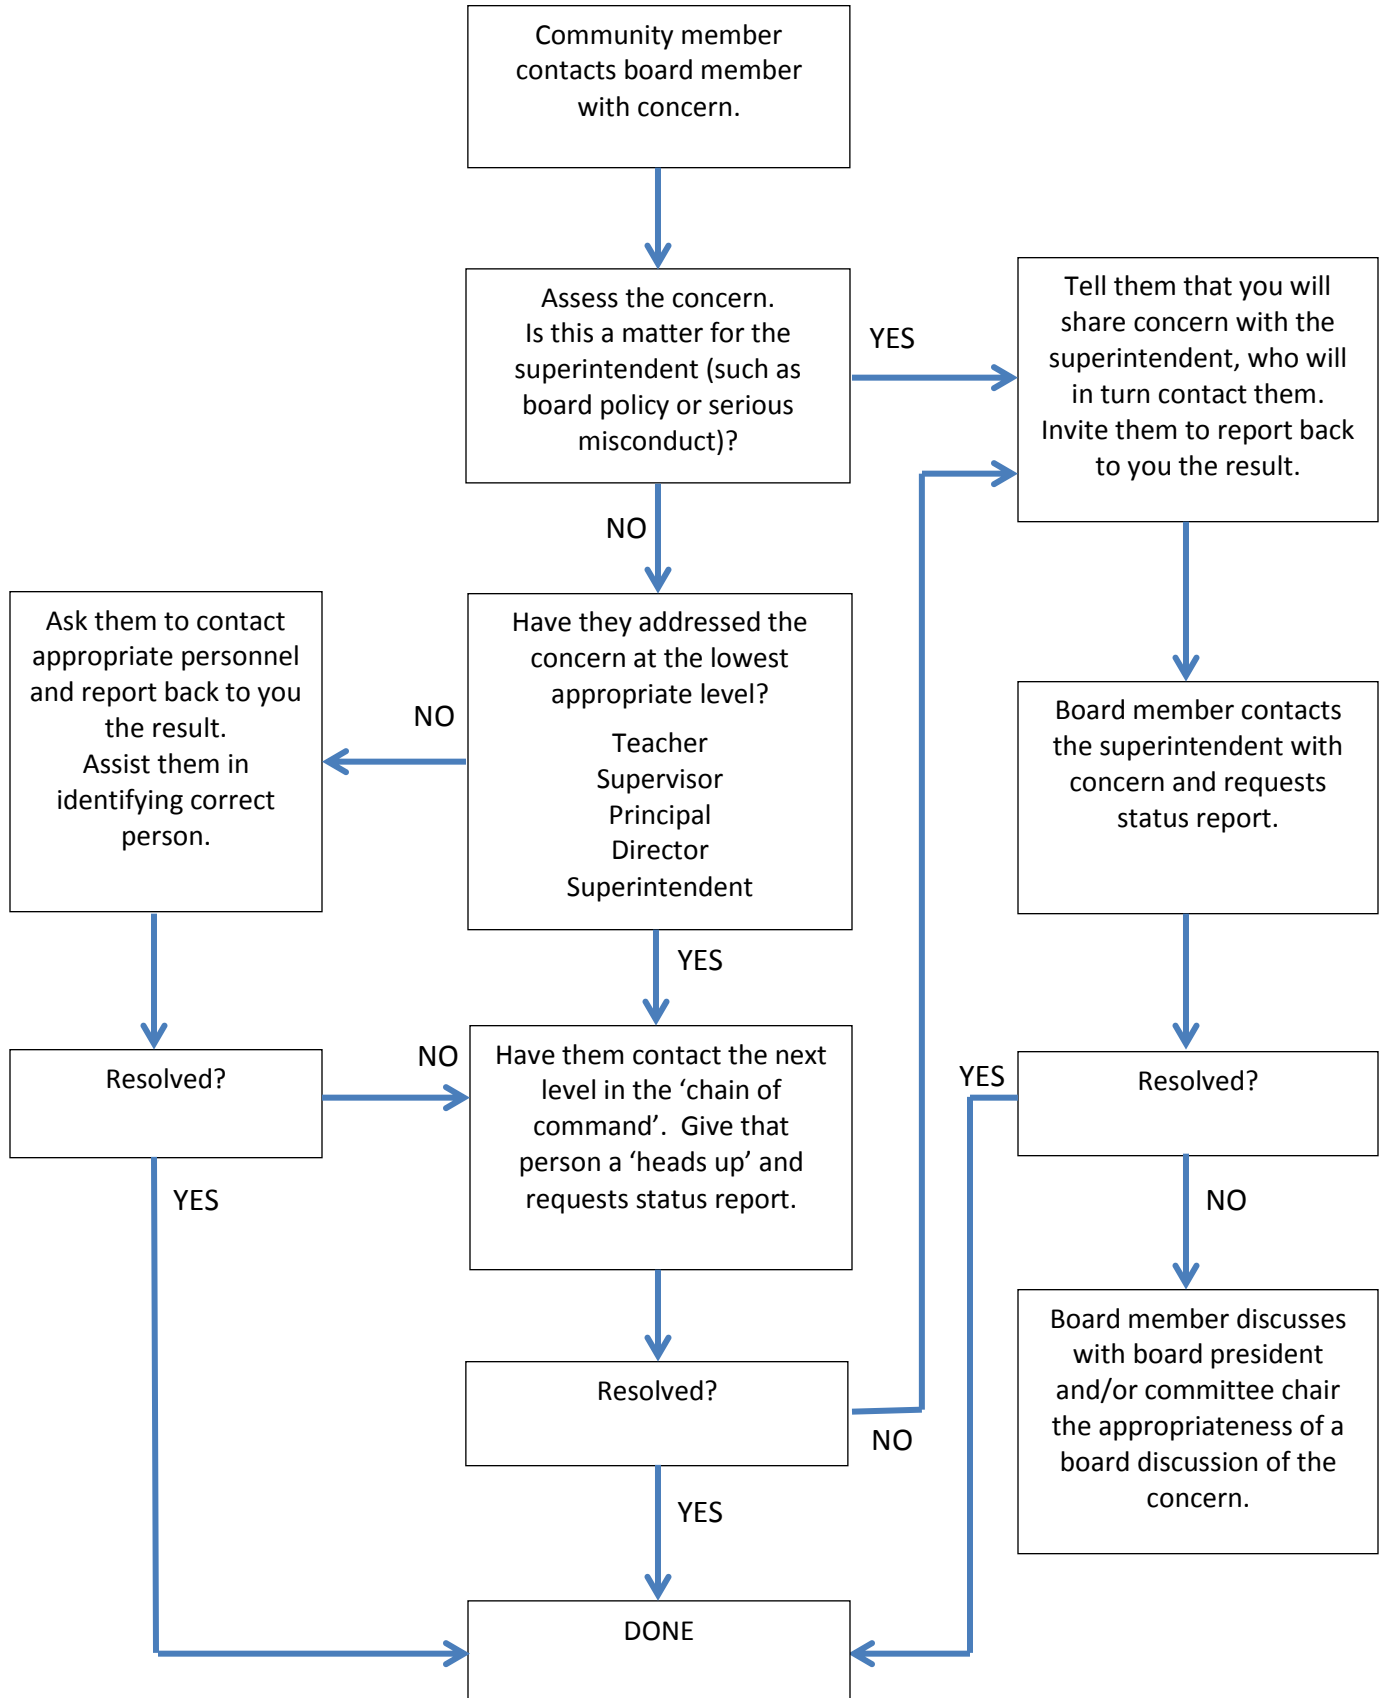 Community member
contacts board member
with concern.
Assess the concern.
Is this a matter for the
superintendent (such as
board policy or serious
misconduct)?
YES
Tell them that you will
share concern with the
superintendent, who will
in turn contact them.
Invite them to report back
to you the result.
NO
Ask them to contact
appropriate personnel
and report back to you
the result.
Assist them in
identifying correct
person.
NO
Have they addressed the
concern at the lowest
appropriate level?
Teacher
Supervisor
Principal
Director
Superintendent
Board member contacts
the superintendent with
concern and requests
status report.
YES
Resolved?
NO
Have them contact the next
level in the ‘chain of
command’.  Give that
person a ‘heads up’ and
requests status report.
YES
Resolved?
YES
NO
Resolved?
NO
Board member discusses
with board president
and/or committee chair
the appropriateness of a
board discussion of the
concern.
YES
DONE